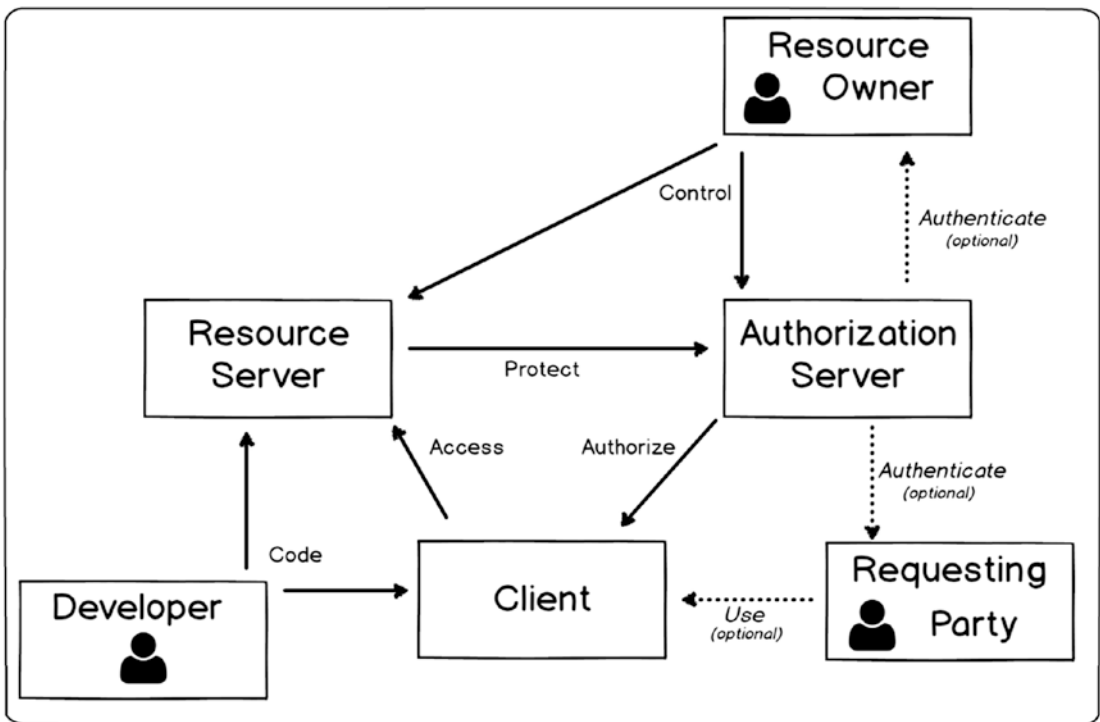 Resource
Owner
Control
Authenticate
(optional)
Resource
Server
Protect
Authorization
Server
Access
Authorize
Authenticate
(optional)
Code
Developer
Client
Use
(optional)
Requesting
Party